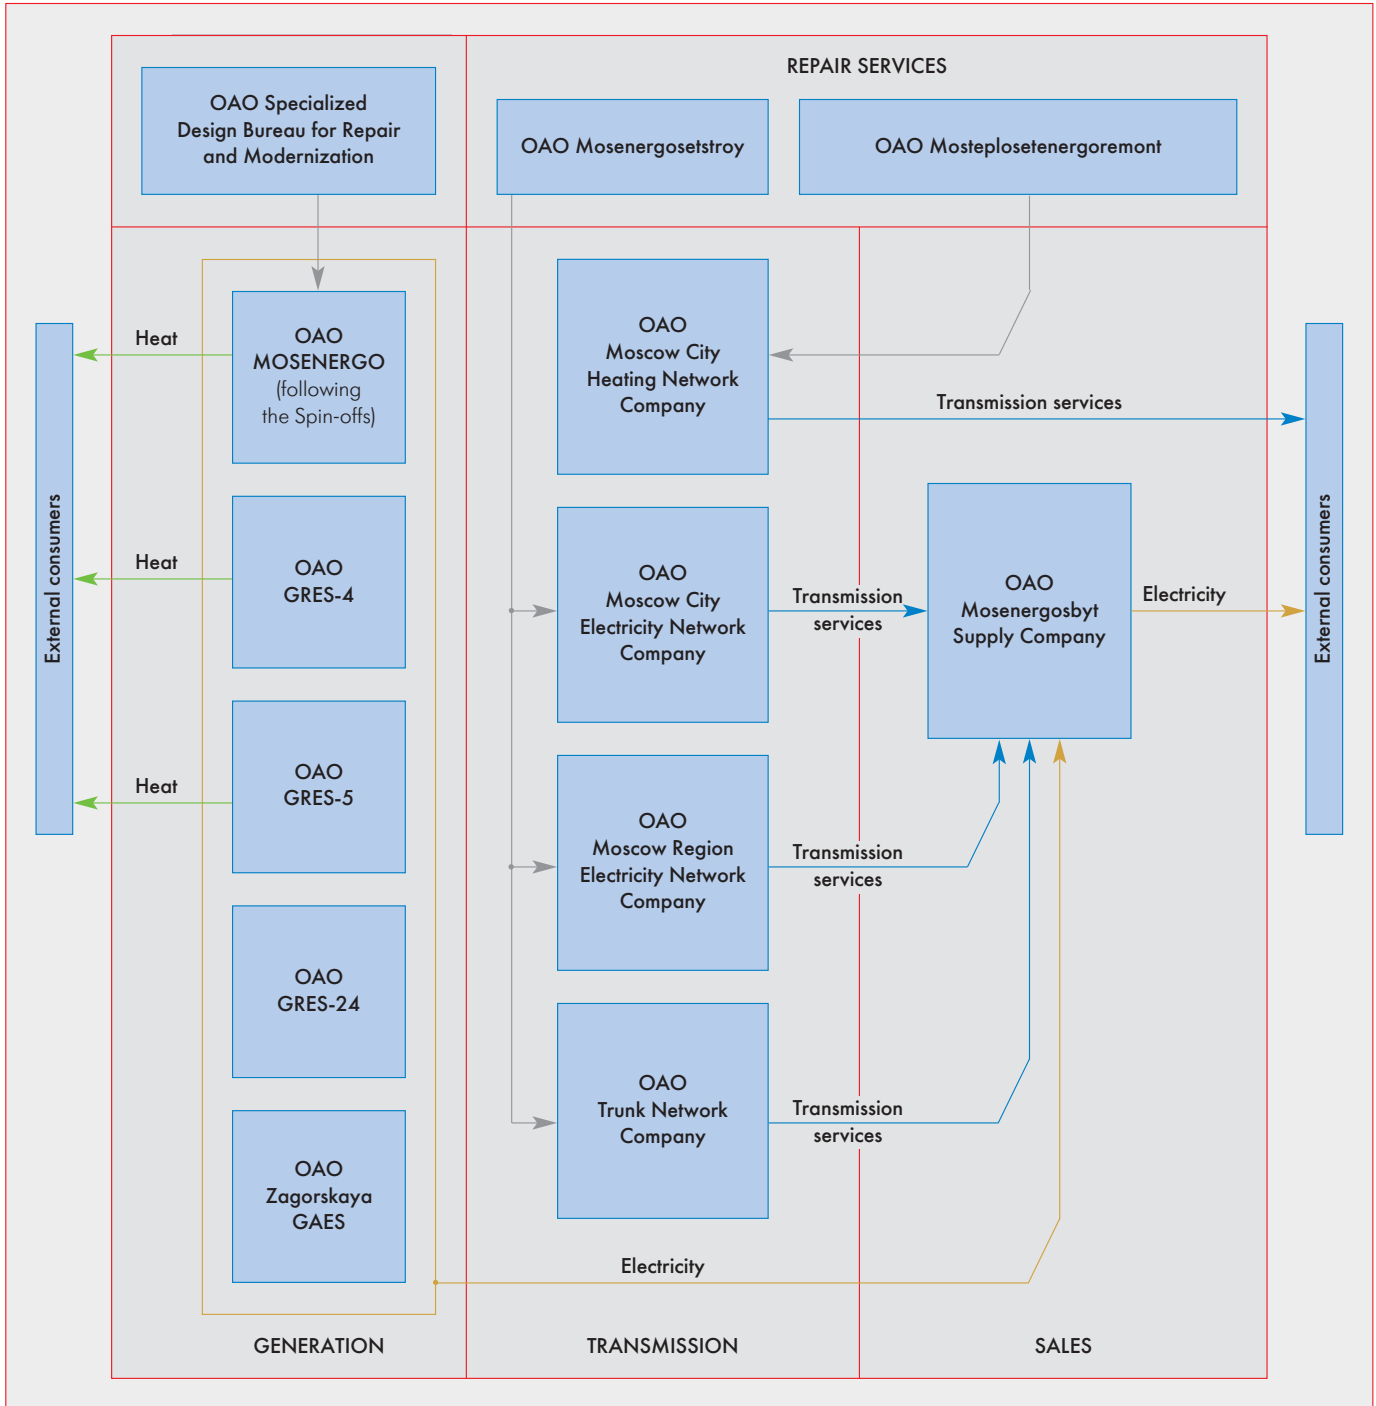 REPAIR SERVICES
OAO Specialized
Design Bureau for Repair
and Modernization
OAO Mosenergosetstroy
OAO Mosteplosetenergoremont
External consumers
Heat
OAO
MOSENERGO
(following
the Spin-offs)
Heat
OAO
GRES-4
Heat
OAO
GRES-5
OAO
GRES-24
OAO
Zagorskaya
GAES
OAO
Moscow City
Heating Network
Company
Transmission services
OAO
Moscow City
Electricity Network
Company
Transmission
services
OAO
Moscow Region
Electricity Network
Company
Transmission
services
OAO
Trunk Network
Company
Transmission
services
OAO
Mosenergosbyt
Supply Company
Electricity
External consumers
Electricity
GENERATION
TRANSMISSION
SALES